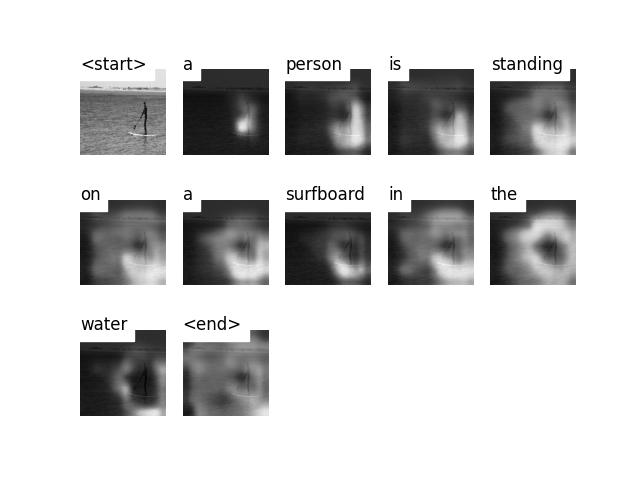 <start> a person is standing
on a surfboard in the
water <end>